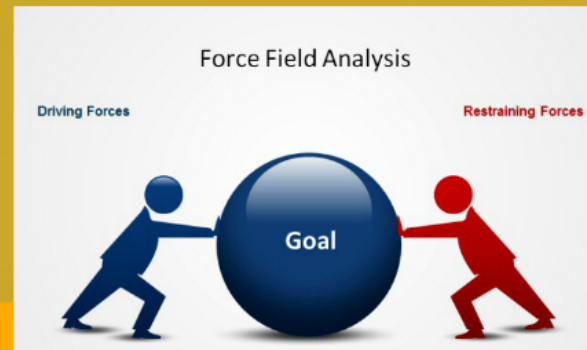 Force Field Analysis
Driving Forces
Restraining Forces
Goal